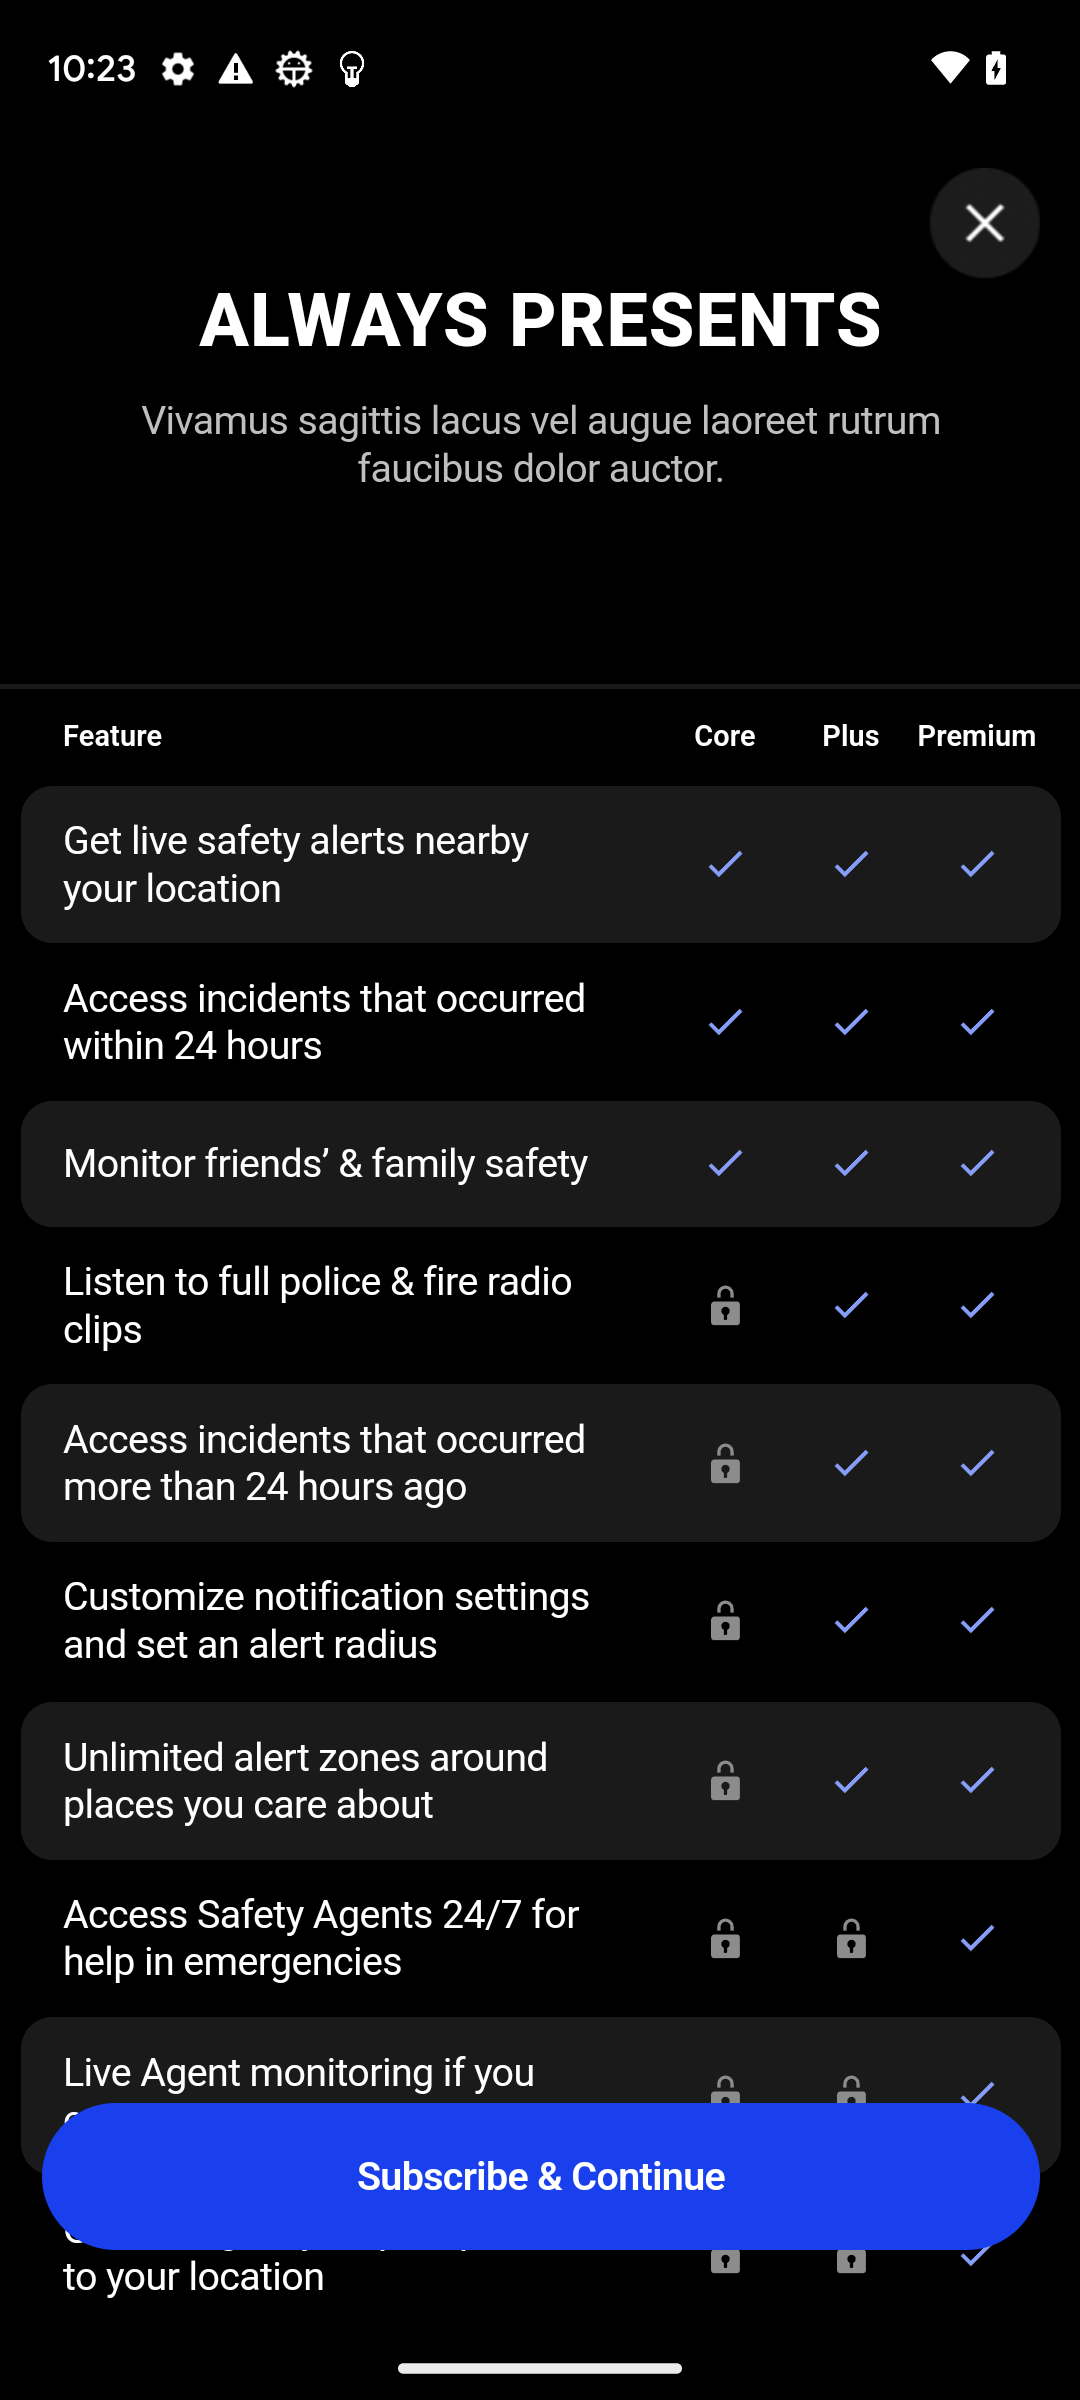 10:23
ALWAYS PRESENTS
Vivamus sagittis lacus vel augue laoreet rutrum
faucibus dolor auctor.
Feature Core Plus Premium
Get live safety alerts nearby
your location
Access incidents that occurred
within 24 hours
Monitor friends’ & family safety
Listen to full police & fire radio
clips
Access incidents that occurred
more than 24 hours ago
Customize notification settings
and set an alert radius
Unlimited alert zones around
places you care about
Access Safety Agents 24/7 for
help in emergencies
Live Agent monitoring if you
Subscribe & Continue
to your location